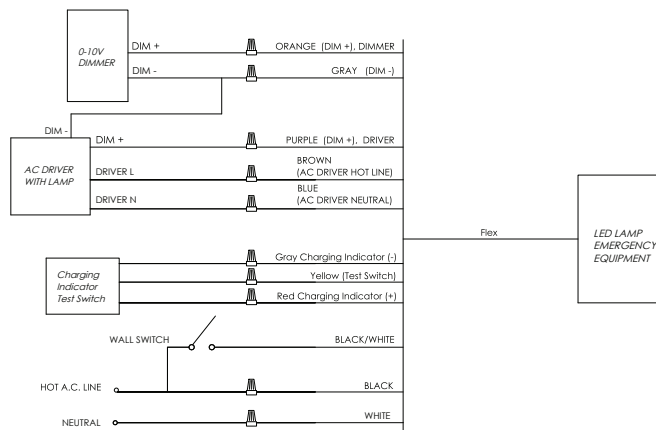 0-10V
DIMMER
DIM +
ORANGE (DIM +), DIMMER
DIM -
GRAY (DIM -)
DIM -
AC DRIVER
WITH LAMP
DIM +
PURPLE (DIM +), DRIVER
DRIVER L
BROWN
(AC DRIVER HOT LINE)
DRIVER N
BLUE
(AC DRIVER NEUTRAL)
Flex
LED LAMP
EMERGENCY
EQUIPMENT
Charging
Indicator
Test Switch
Gray Charging Indicator (-)
Yellow (Test Switch)
Red Charging Indicator (+)
WALL SWITCH
BLACK/WHITE
HOT A.C. LINE
BLACK
NEUTRAL
WHITE